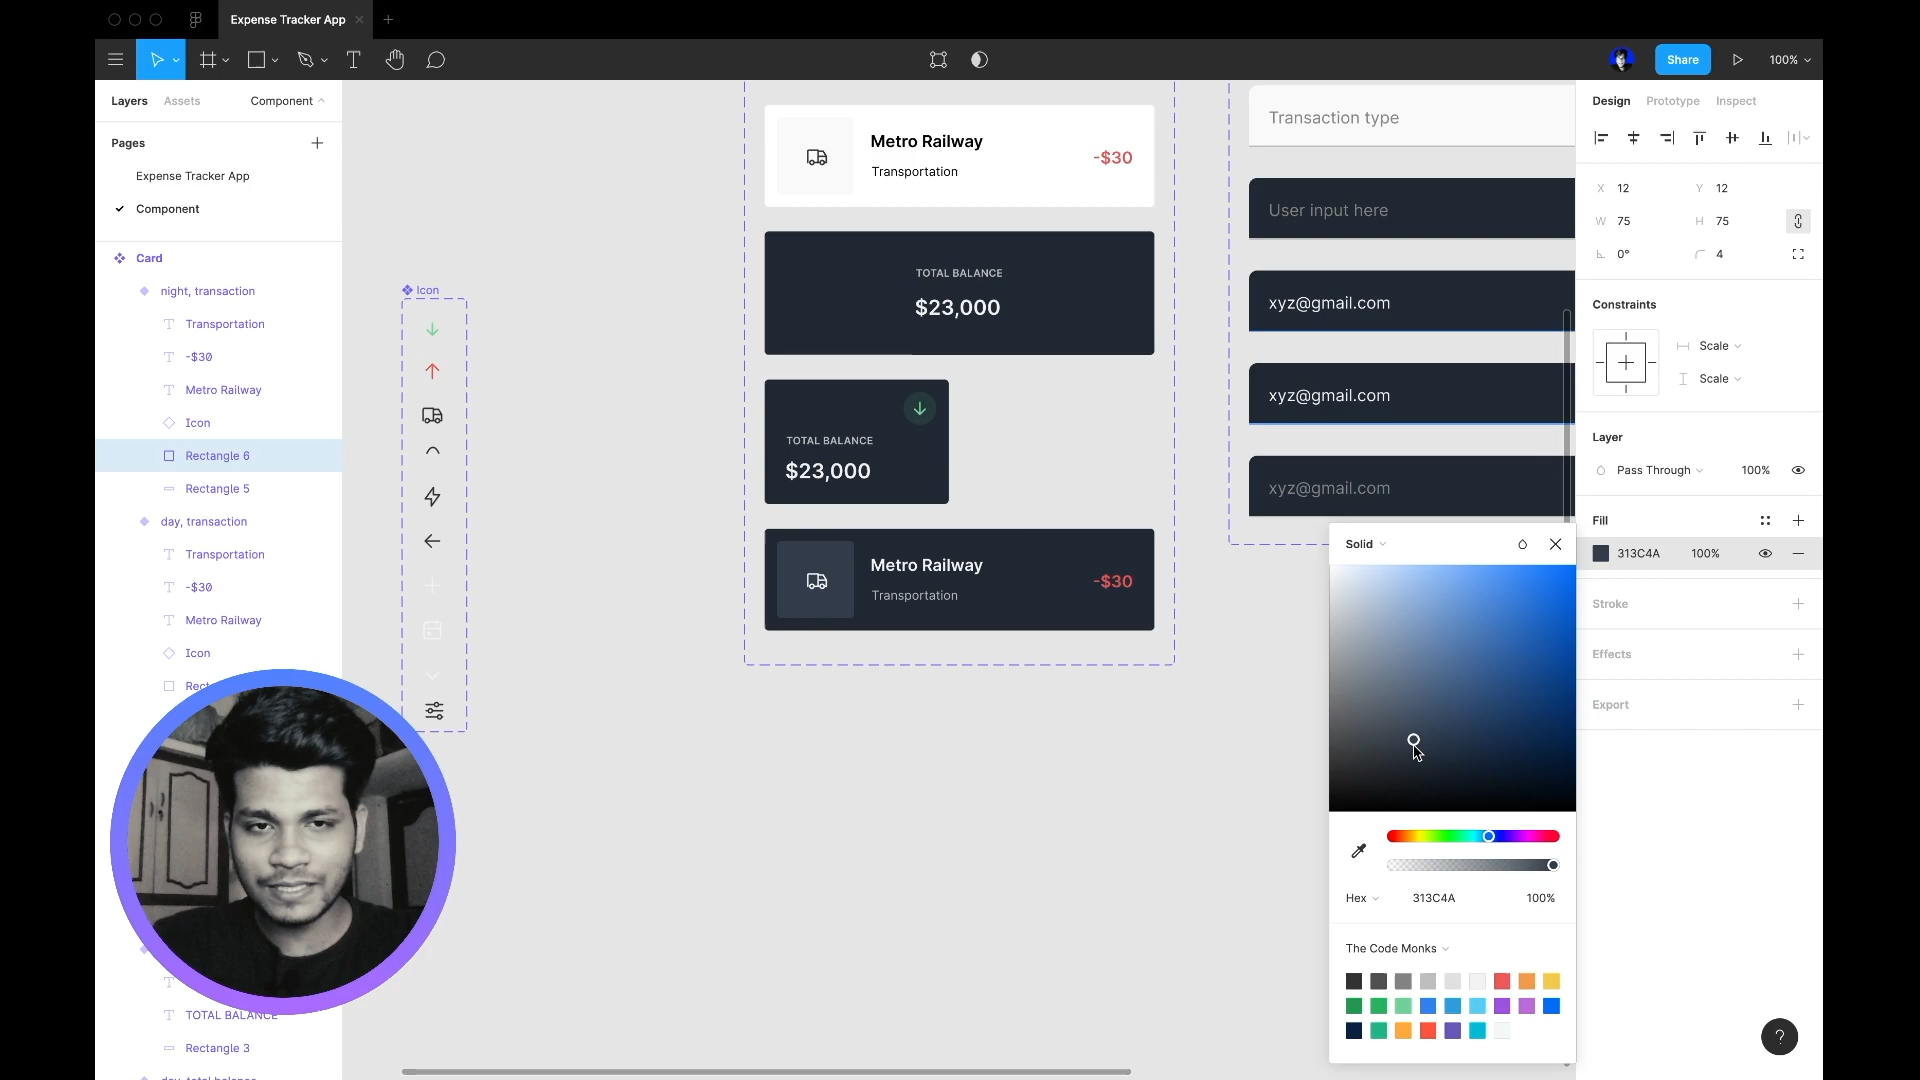 Expense Tracker App
Share
100%
Layers
Assets
Component
Pages
Expense Tracker App
Component
Card
night, transaction
Transportation
-$30
Metro Railway
Icon
Rectangle 6
Rectangle 5
day, transaction
Transportation
-$30
Metro Railway
Icon
TOTAL BALANCE
Rectangle 3
Icon
Metro Railway
Transportation
-$30
TOTAL BALANCE
$23,000
TOTAL BALANCE
$23,000
Metro Railway
Transportation
-$30
Transaction type
User input here
xyz@gmail.com
xyz@gmail.com
xyz@gmail.com
Design
Prototype
Inspect
X 12
Y 12
W 75
H 75
0°
4
Constraints
Scale
Scale
Layer
Pass Through
100%
Fill
313C4A
100%
Stroke
Effects
Export
Solid
Hex
313C4A
100%
The Code Monks
?